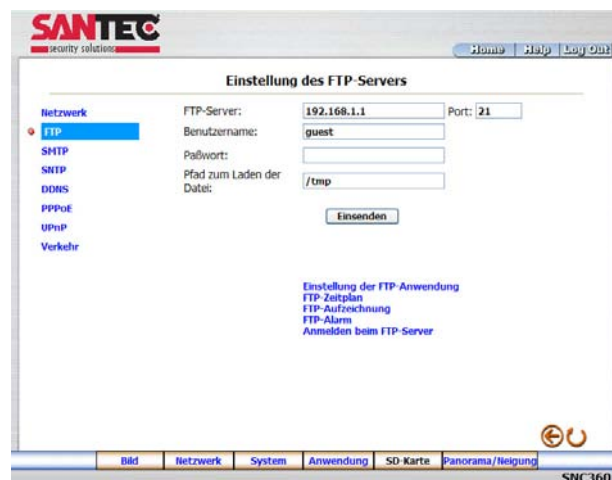 SANTEC
security solutions
Home Help Log Out
Einstellung des FTP-Servers
Netzwerk
FTP
SMTP
SNTP
DDNS
PPPoE
UPnP
Verkehr
FTP-Server: 192.168.1.1 Port: 21
Benutzername: guest
Paßwort:
Pfad zum Laden der
Datei: /tmp
Einsenden
Einstellung der FTP-Anwendung
FTP-Zeitplan
FTP-Aufzeichnung
FTP-Alarm
Anmelden beim FTP-Server
Bild Netzwerk System Anwendung SD-Karte Panorama/Neigung
SNC360